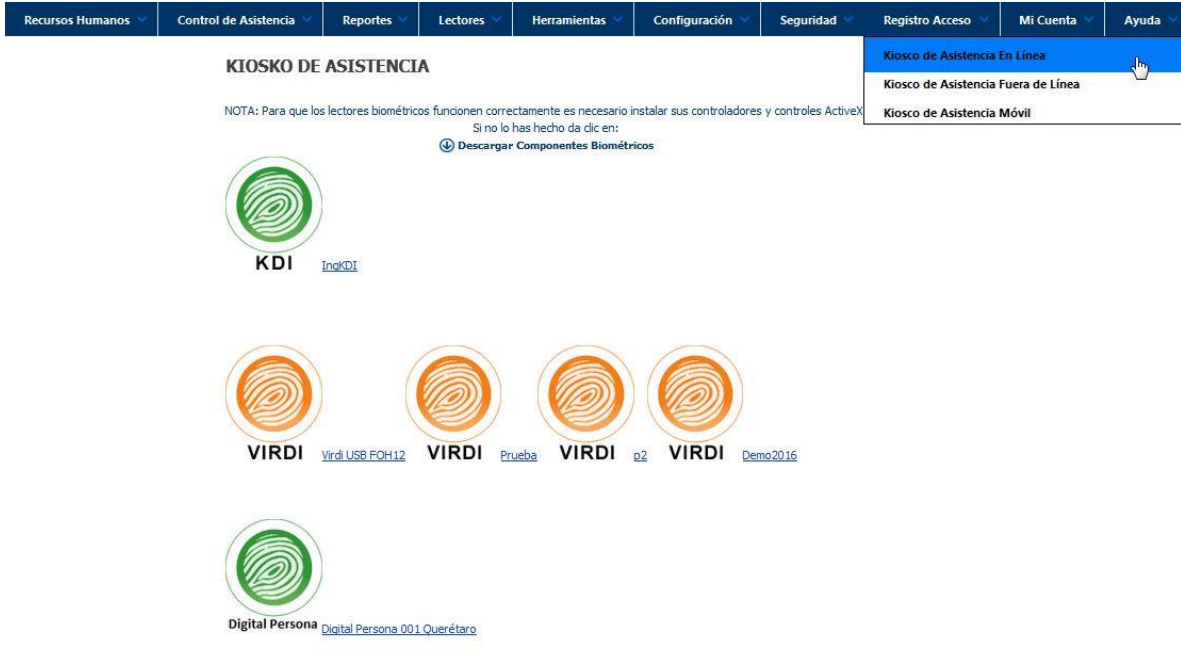 Recursos Humanos Control de Asistencia Reportes Lectores Herramientas Configuración Seguridad Registro Acceso Mi Cuenta Ayuda
Kiosco de Asistencia En Línea
Kiosco de Asistencia Fuera de Línea
Kiosco de Asistencia Móvil
KIOSKO DE ASISTENCIA
NOTA: Para que los lectores biométricos funcionen correctamente es necesario instalar sus controladores y controles ActiveX
Si no lo has hecho da clic en:
Descargar Componentes Biométricos
KDI IngKDI
VIRDI Virdi USB FOH12 VIRDI Prueba VIRDI p2 VIRDI Demo2016
Digital Persona Digital Persona 001 Querétaro